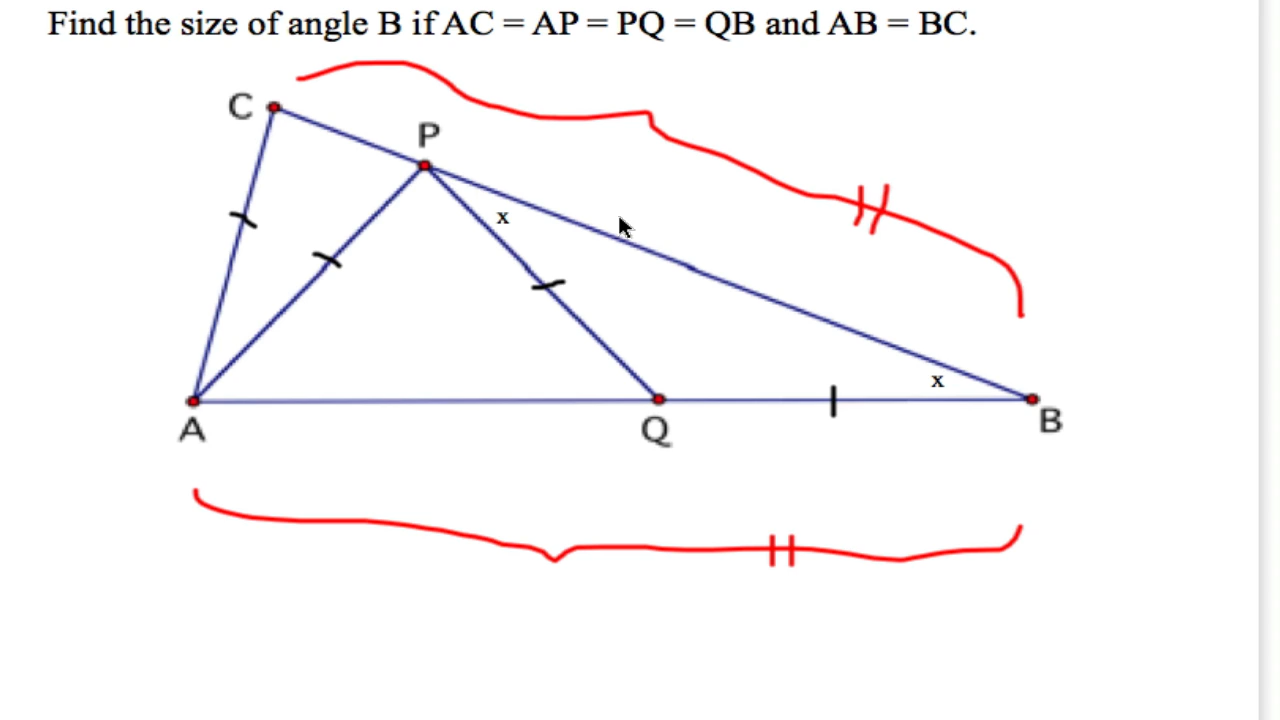 Find the size of angle B if AC = AP = PQ = QB and AB = BC.
C
P
x
x
A
Q
B